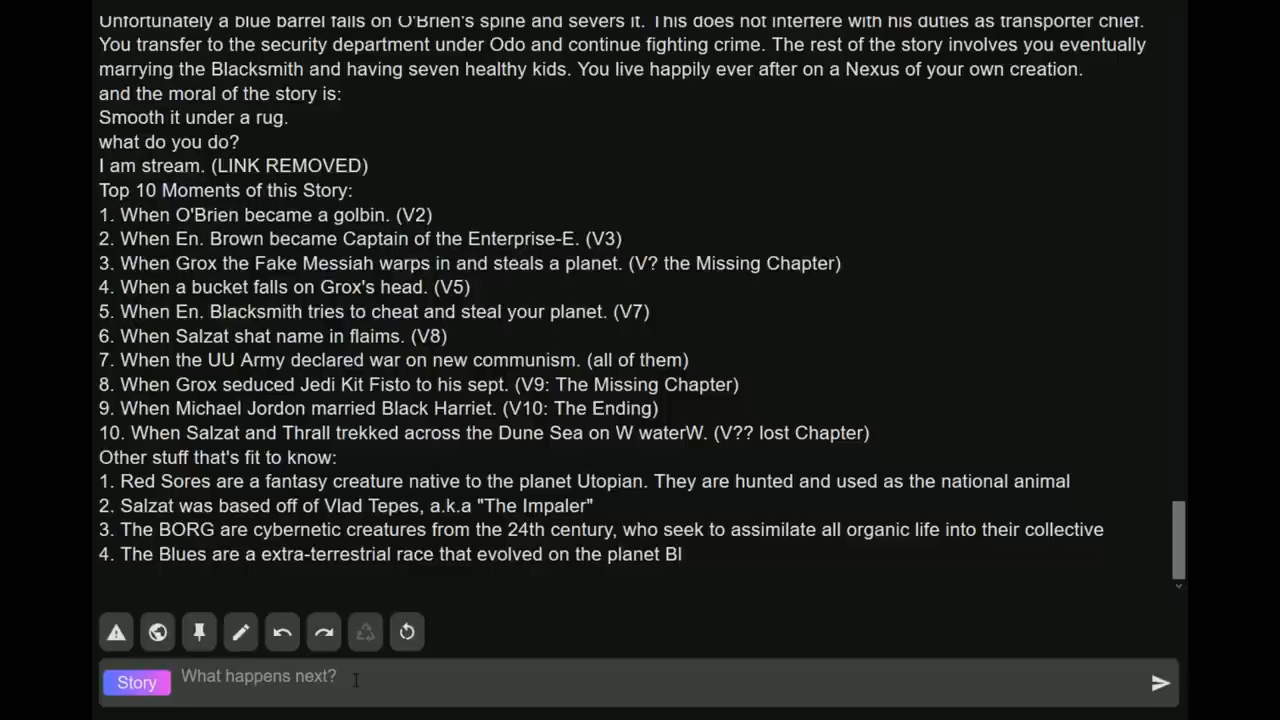 Unfortunately a blue barrel falls on O'Brien's spine and severs it. This does not interfere with his duties as transporter chief.
You transfer to the security department under Odo and continue fighting crime. The rest of the story involves you eventually
marrying the Blacksmith and having seven healthy kids. You live happily ever after on a Nexus of your own creation.
and the moral of the story is:
Smooth it under a rug.
what do you do?
I am stream. (LINK REMOVED)
Top 10 Moments of this Story:
1. When O'Brien became a golbin. (V2)
2. When En. Brown became Captain of the Enterprise-E. (V3)
3. When Grox the Fake Messiah warps in and steals a planet. (V? the Missing Chapter)
4. When a bucket falls on Grox's head. (V5)
5. When En. Blacksmith tries to cheat and steal your planet. (V7)
6. When Salzat shat name in flaims. (V8)
7. When the UU Army declared war on new communism. (all of them)
8. When Grox seduced Jedi Kit Fisto to his sept. (V9: The Missing Chapter)
9. When Michael Jordon married Black Harriet. (V10: The Ending)
10. When Salzat and Thrall trekked across the Dune Sea on W waterW. (V?? lost Chapter)
Other stuff that's fit to know:
1. Red Sores are a fantasy creature native to the planet Utopian. They are hunted and used as the national animal
2. Salzat was based off of Vlad Tepes, a.k.a "The Impaler"
3. The BORG are cybernetic creatures from the 24th century, who seek to assimilate all organic life into their collective
4. The Blues are a extra-terrestrial race that evolved on the planet Bl
Story What happens next?